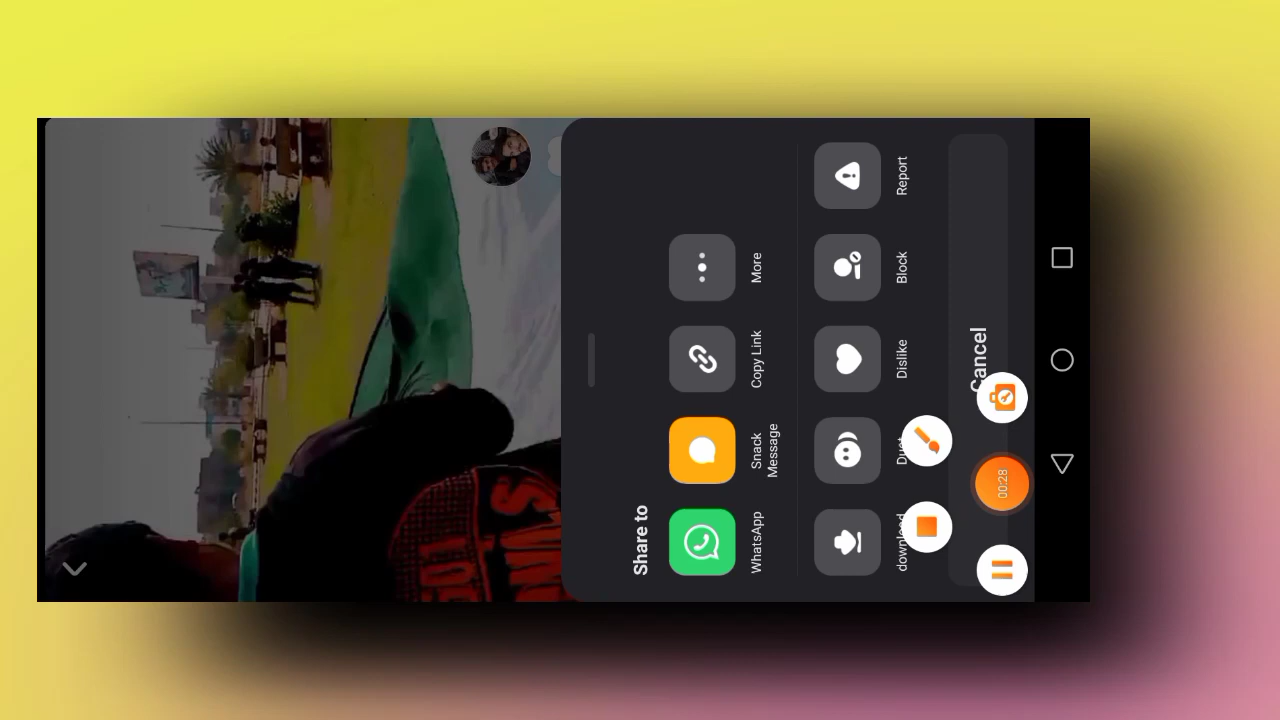 Share to
WhatsApp
Snack
Message
Copy Link
More
download
Duet
Dislike
Block
Report
Cancel
00:28